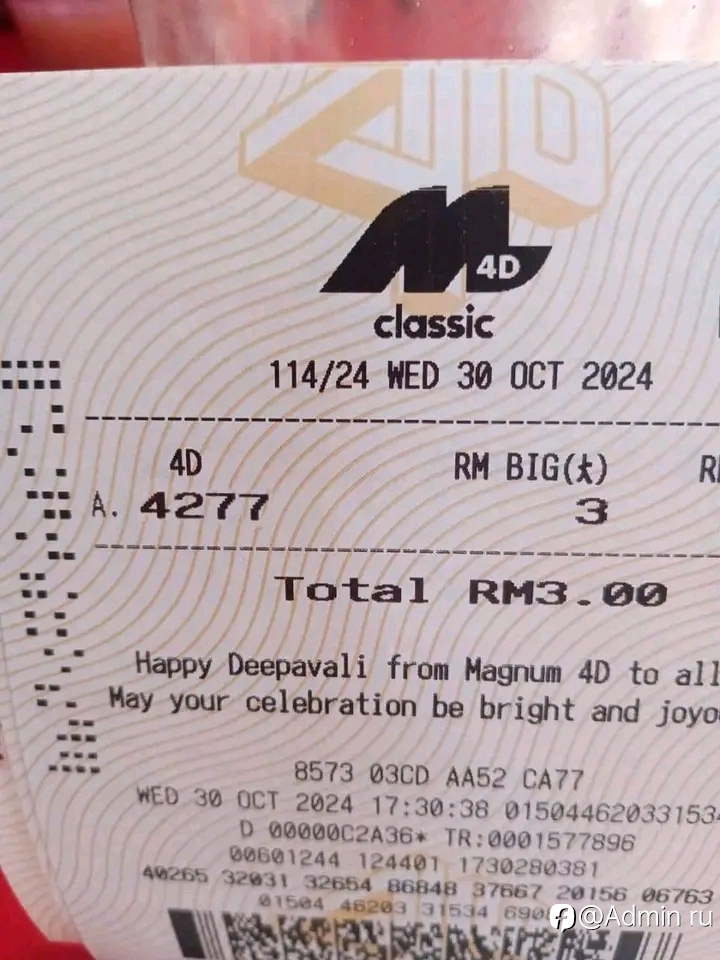 4D
M 4D
classic
114/24 WED 30 OCT 2024
4D RM BIG(大)
A. 4277 3
Total RM3.00
Happy Deepavali from Magnum 4D to all
May your celebration be bright and
8573 03CD AA52 CA77
WED 30 OCT 2024 17:30:38
D 00000C2A36* TR:0001577896
00601244 124401 1730280381
40265 32031 32654 86848 37667 20156 06763
01504 46203 31534
@Admin ru